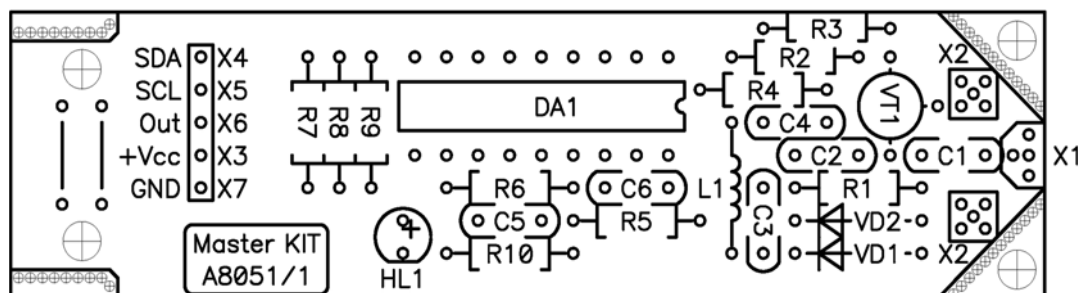 R3
SDA X4
R2
X2
SCL X5
R4
VT1
DA1
R7
R8
R9
Out X6
C4
+Vcc X3
C2
C1
X1
GND X7
R6
C6
L1
R1
C5
R5
C3
VD2
Master KIT
A8051/1
HL1
R10
VD1
X2